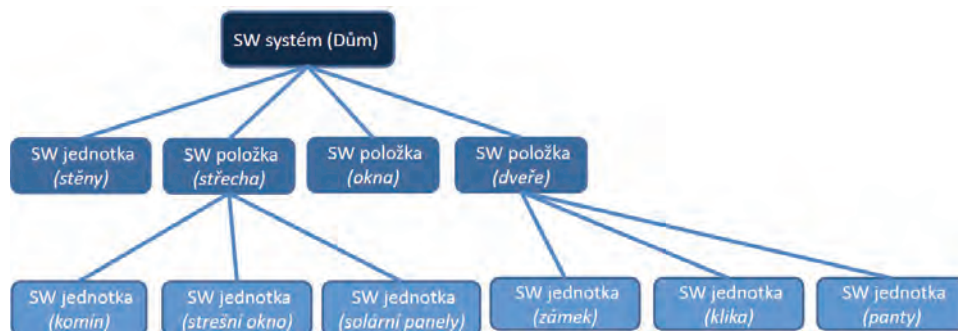 SW systém (Dům)
SW jednotka
(stěny)
SW položka
(střecha)
SW položka
(okna)
SW položka
(dveře)
SW jednotka
(komín)
SW jednotka
(strešní okno)
SW jednotka
(solární panely)
SW jednotka
(zámek)
SW jednotka
(klika)
SW jednotka
(panty)